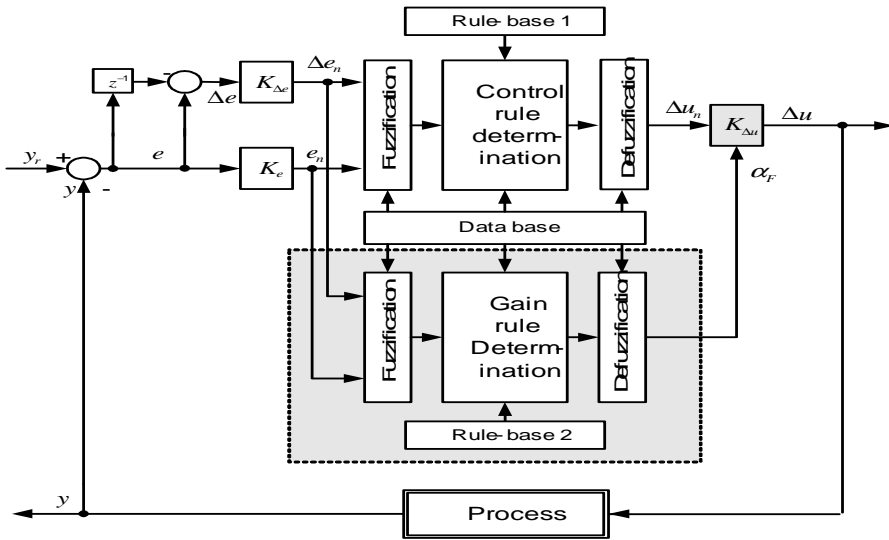 Rule-base 1
z⁻¹
-
Δe
K_Δe
Δe_n
Fuzzification
Control
rule
determ-
ination
Defuzzification
Δu_n
K_Δu
Δu
y_r
+
y
-
e
K_e
e_n
α_F
Data base
Fuzzification
Gain
rule
Determ-
ination
Defuzzification
Rule-base 2
y
Process